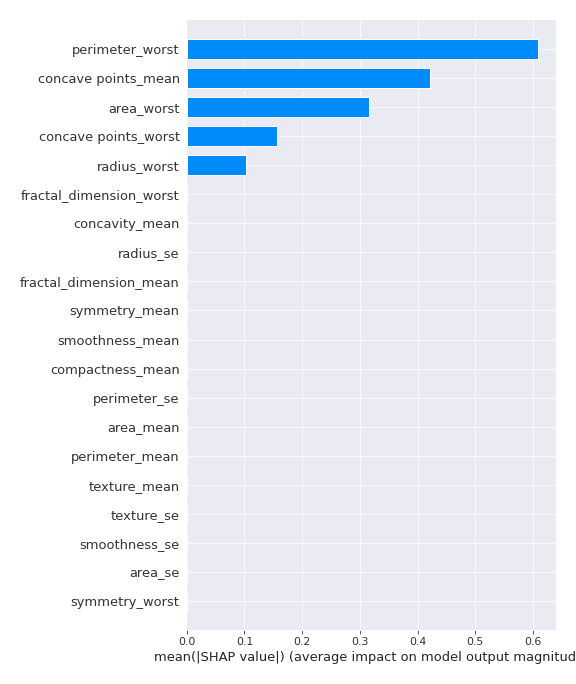 perimeter_worst
concave points_mean
area_worst
concave points_worst
radius_worst
fractal_dimension_worst
concavity_mean
radius_se
fractal_dimension_mean
symmetry_mean
smoothness_mean
compactness_mean
perimeter_se
area_mean
perimeter_mean
texture_mean
texture_se
smoothness_se
area_se
symmetry_worst
0.0 0.1 0.2 0.3 0.4 0.5 0.6
mean(|SHAP value|) (average impact on model output magnitud